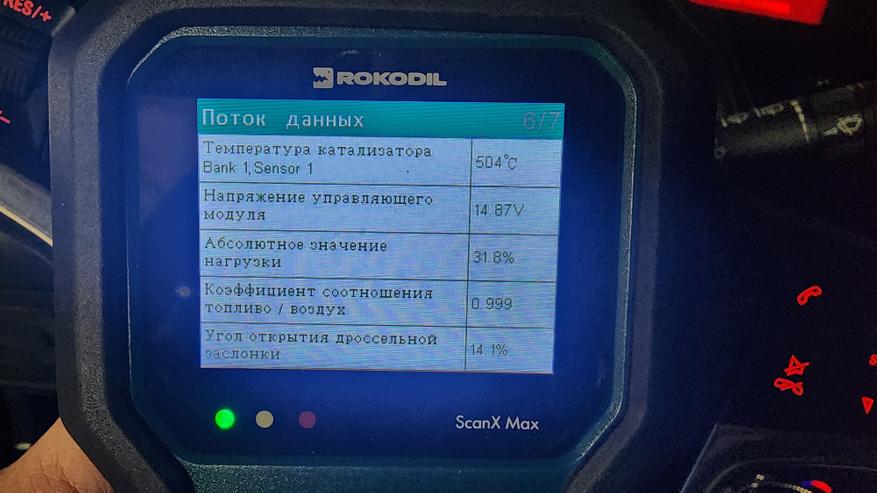 RES/+
ROKODIL
Поток данных 6/7
Температура катализатора
Bank 1,Sensor 1
504°C
Напряжение управляющего
модуля
14.87V
Абсолютное значение
нагрузки
31.8%
Коэффициент соотношения
топливо / воздух
0.999
Угол открытия дроссельной
заслонки
14.1%
ScanX Max